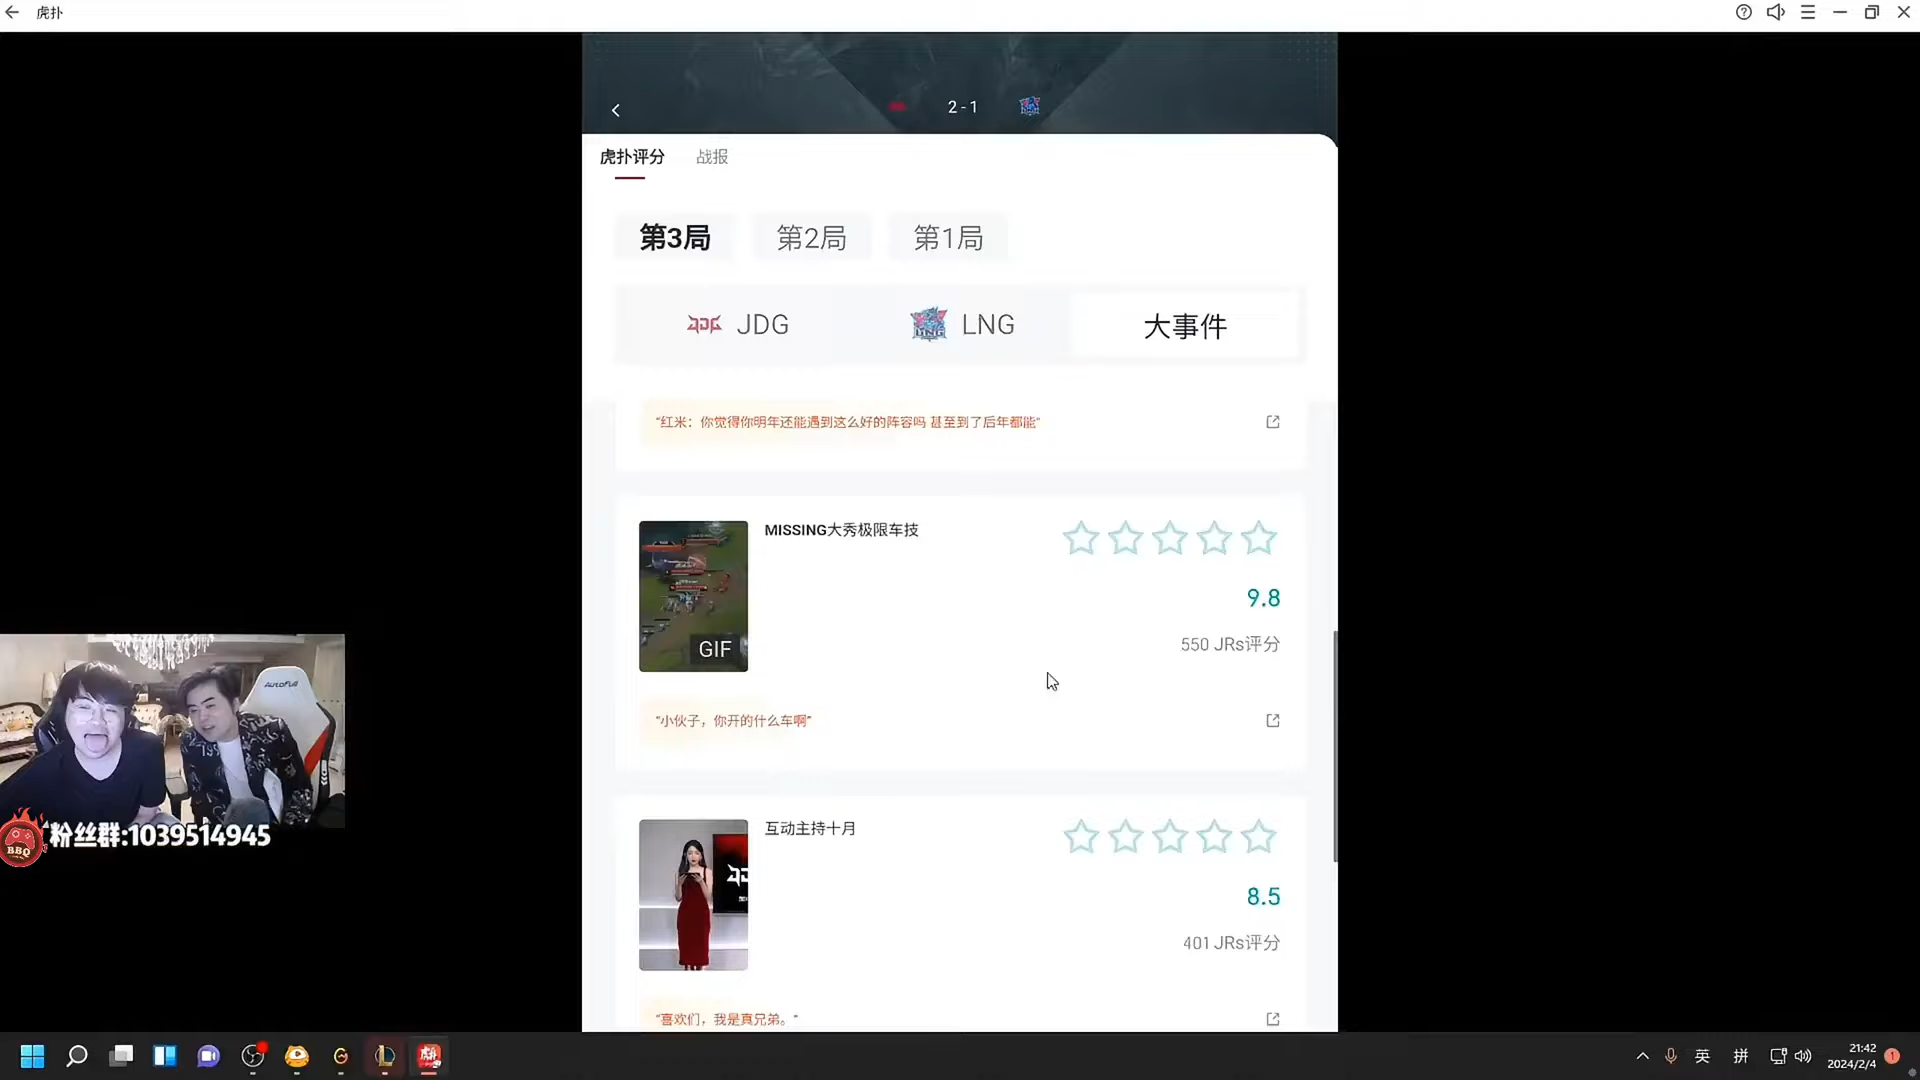 虎扑
2 - 1
虎扑评分 战报
第3局 第2局 第1局
JDG LNG 大事件
“红米：你觉得你明年还能遇到这么好的阵容吗 甚至到了后年都能”
MISSING大秀极限车技
9.8
GIF
550 JRs评分
“小伙子，你开的什么车啊”
AutoFull
BBQ
粉丝群:1039514945
互动主持十月
8.5
401 JRs评分
“喜欢们，我是真兄弟。”
虎扑
英 拼
21:42
2024/2/4
1